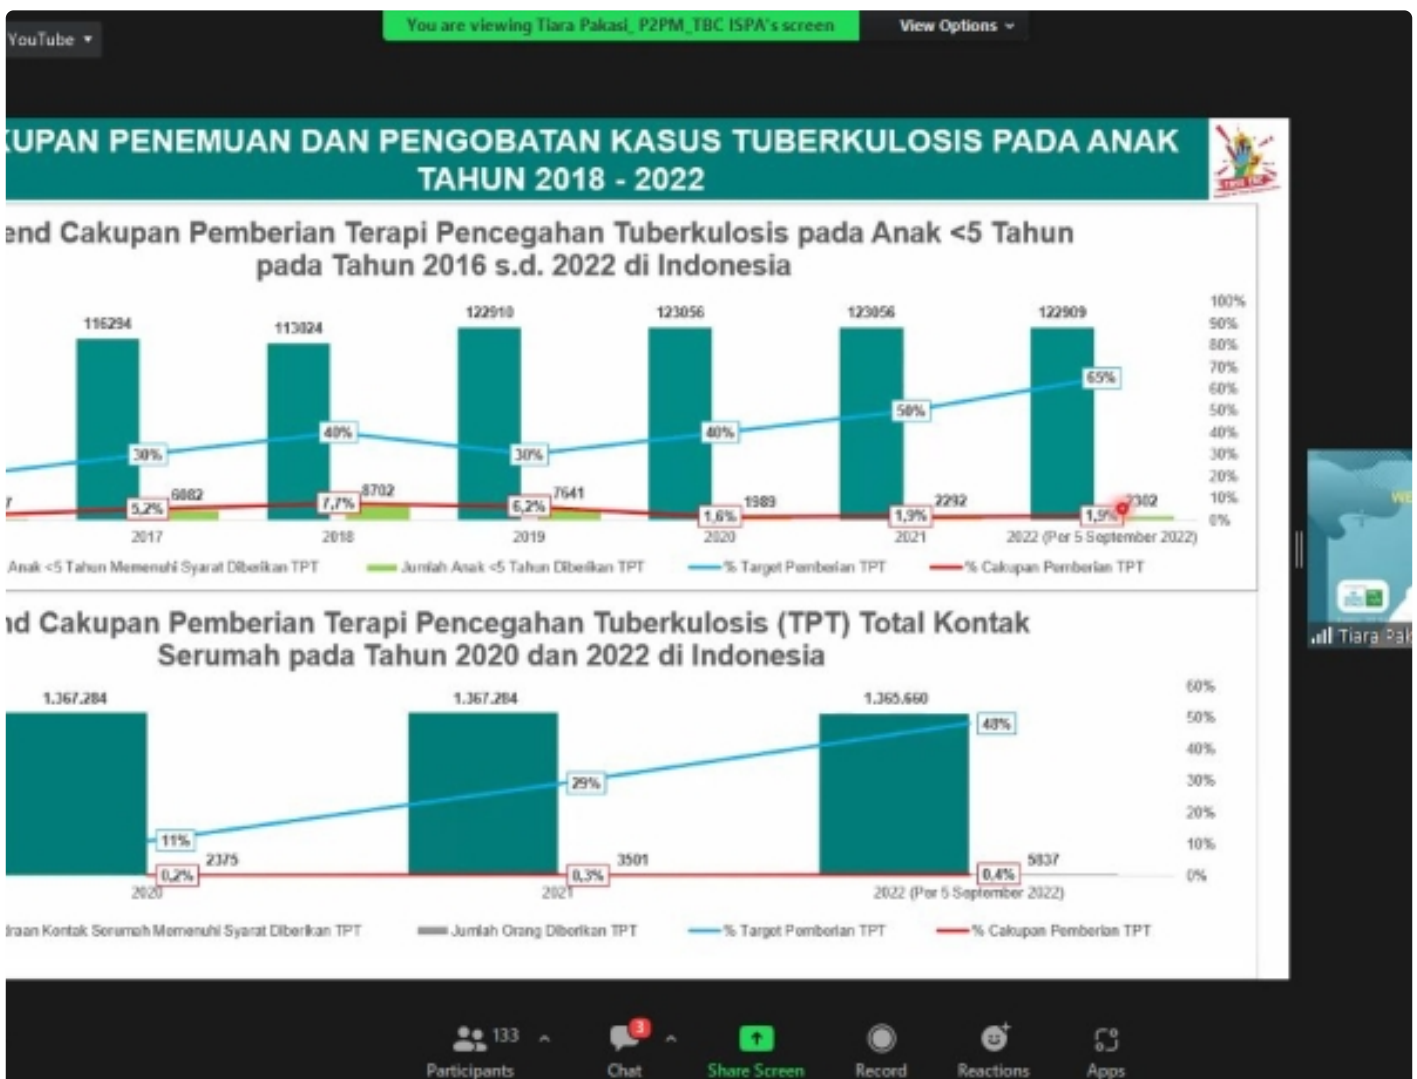 YouTube
You are viewing Tiara Pakasi_ P2PM_TBC ISPA's screen
View Options
KUPAN PENEMUAN DAN PENGOBATAN KASUS TUBERKULOSIS PADA ANAK
TAHUN 2018 - 2022
end Cakupan Pemberian Terapi Pencegahan Tuberkulosis pada Anak <5 Tahun
pada Tahun 2016 s.d. 2022 di Indonesia
116294 113024 122910 123056 123056 122909
100%
90%
80%
70%
60%
50%
40%
30%
20%
10%
0%
30% 40% 30% 40% 50% 65%
7 6082 8702 7641 1989 2292 2302
5,2% 7,7% 6,2% 1,6% 1,9% 1,9%
2017 2018 2019 2020 2021 2022 (Per 5 September 2022)
Anak <5 Tahun Memenuhi Syarat Diberikan TPT Jumlah Anak <5 Tahun Diberikan TPT % Target Pemberian TPT % Cakupan Pemberian TPT
nd Cakupan Pemberian Terapi Pencegahan Tuberkulosis (TPT) Total Kontak
Serumah pada Tahun 2020 dan 2022 di Indonesia
1.367.284 1.367.284 1.365.660
60%
50%
40%
30%
20%
10%
0%
11% 29% 48%
2375 3501 5837
0,2% 0,3% 0,4%
2020 2021 2022 (Per 5 September 2022)
iraan Kontak Serumah Memenuhi Syarat Diberikan TPT Jumlah Orang Diberikan TPT % Target Pemberian TPT % Cakupan Pemberian TPT
WE
Tiara Pak
133
3
Participants Chat Share Screen Record Reactions Apps